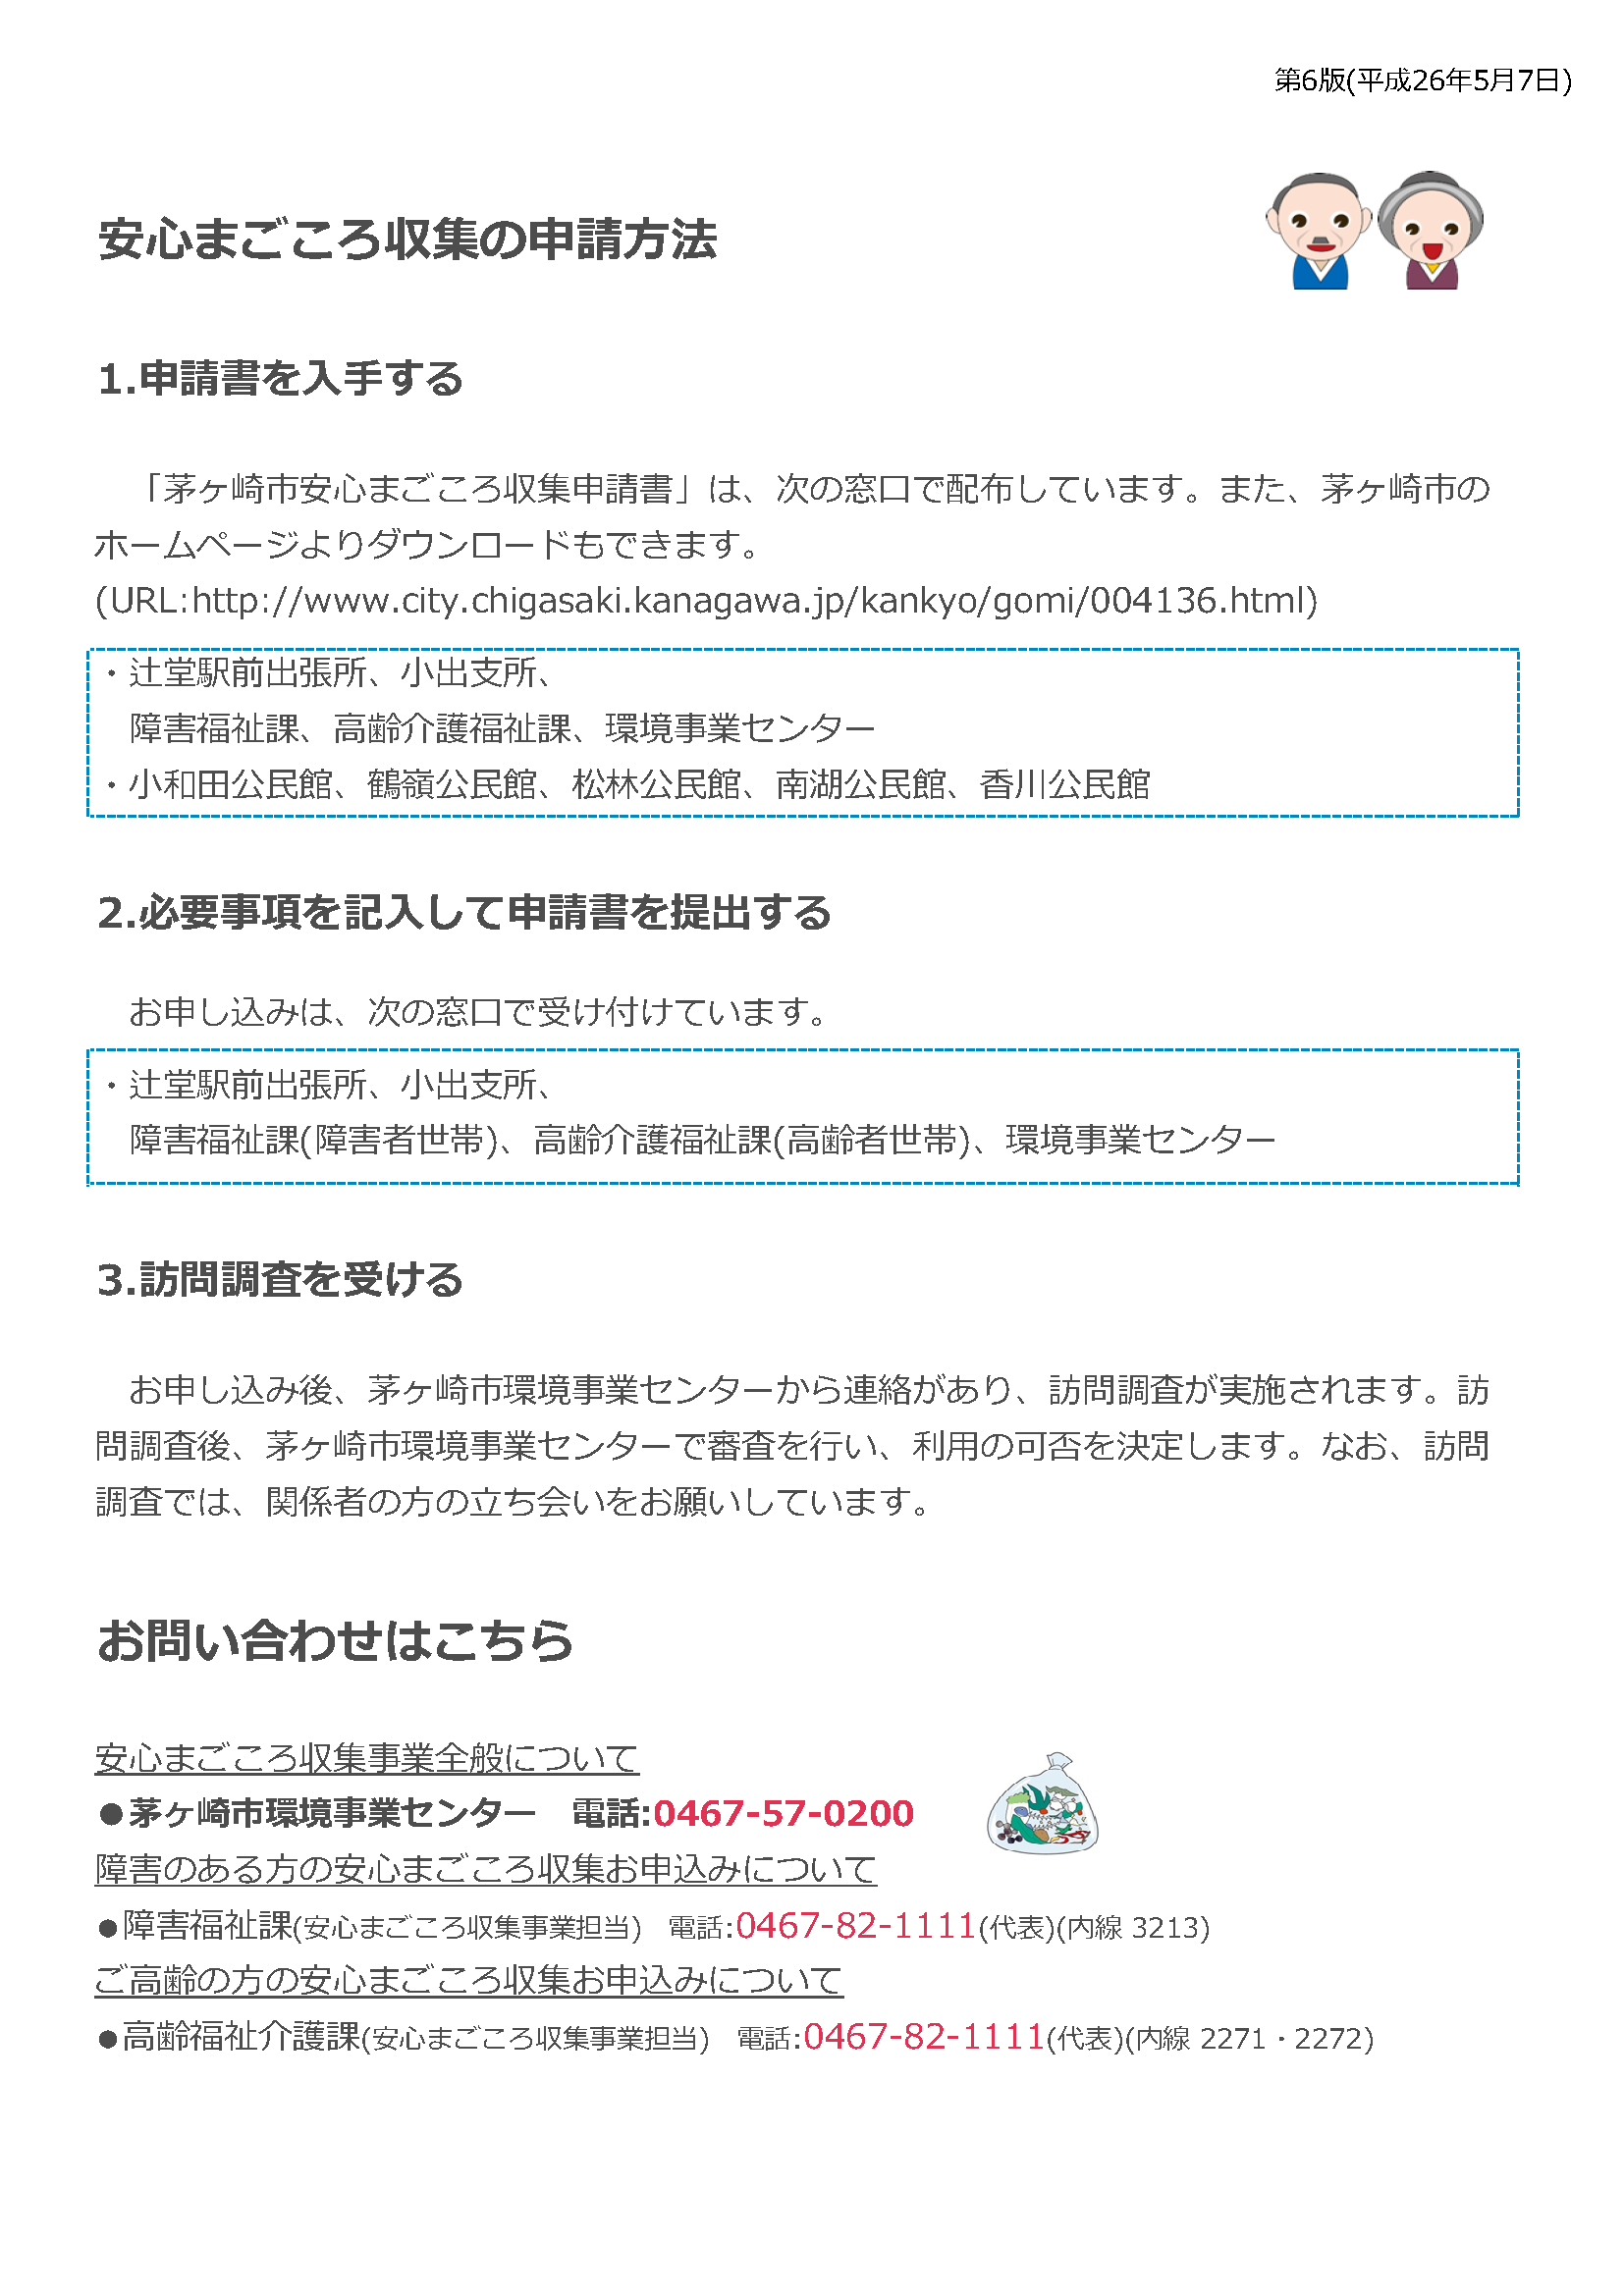 第6版(平成26年5月7日)
安心まごころ収集の申請方法
1.申請書を入手する
「茅ヶ崎市安心まごころ収集申請書」は、次の窓口で配布しています。また、茅ヶ崎市の
ホームページよりダウンロードもできます。
(URL:http://www.city.chigasaki.kanagawa.jp/kankyo/gomi/004136.html)
・辻堂駅前出張所、小出支所、
障害福祉課、高齢介護福祉課、環境事業センター
・小和田公民館、鶴嶺公民館、松林公民館、南湖公民館、香川公民館
2.必要事項を記入して申請書を提出する
お申し込みは、次の窓口で受け付けています。
・辻堂駅前出張所、小出支所、
障害福祉課(障害者世帯)、高齢介護福祉課(高齢者世帯)、環境事業センター
3.訪問調査を受ける
お申し込み後、茅ヶ崎市環境事業センターから連絡があり、訪問調査が実施されます。訪
問調査後、茅ヶ崎市環境事業センターで審査を行い、利用の可否を決定します。なお、訪問
調査では、関係者の方の立ち会いをお願いしています。
お問い合わせはこちら
安心まごころ収集事業全般について
●茅ヶ崎市環境事業センター　電話:0467-57-0200
障害のある方の安心まごころ収集お申込みについて
●障害福祉課(安心まごころ収集事業担当)　電話:0467-82-1111(代表)(内線 3213)
ご高齢の方の安心まごころ収集お申込みについて
●高齢福祉介護課(安心まごころ収集事業担当)　電話:0467-82-1111(代表)(内線 2271・2272)